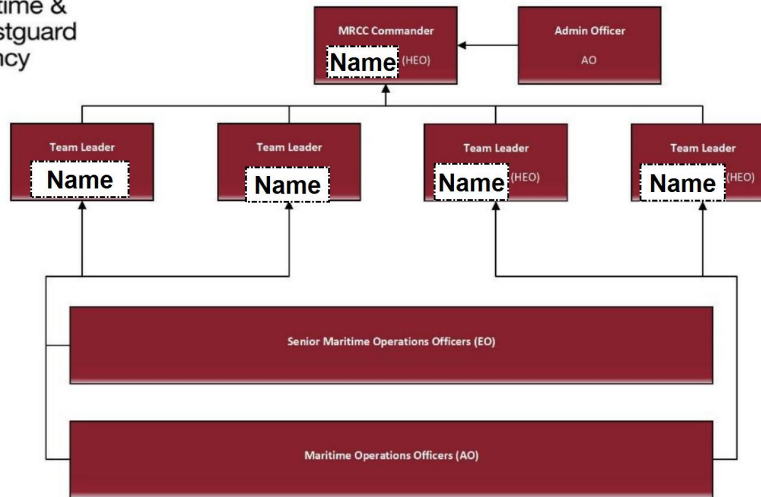 time &
stguard
ncy
MRCC Commander
Name (HEO)
Admin Officer
AO
Team Leader
Name
Team Leader
Name
Team Leader
Name (HEO)
Team Leader
Name (HEO)
Senior Maritime Operations Officers (EO)
Maritime Operations Officers (AO)